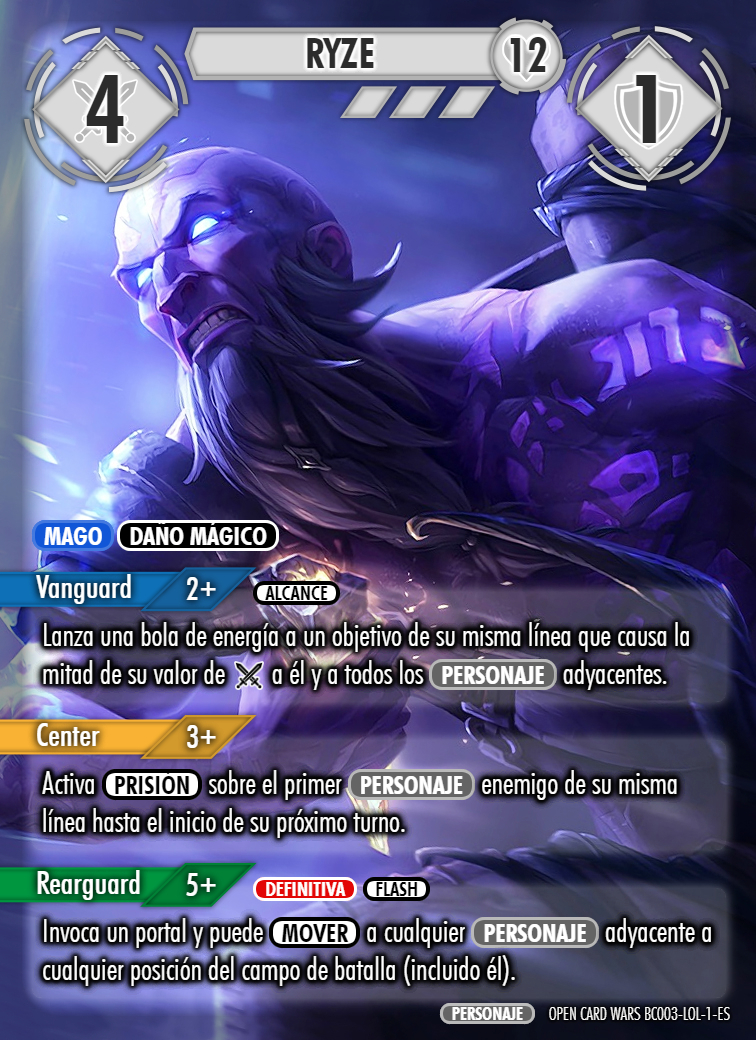 RYZE
12
4
1
MAGO DAÑO MÁGICO
Vanguard 2+ ALCANCE
Lanza una bola de energía a un objetivo de su misma línea que causa la
mitad de su valor de a él y a todos los PERSONAJE adyacentes.
Center 3+
Activa PRISION sobre el primer PERSONAJE enemigo de su misma
línea hasta el inicio de su próximo turno.
Rearguard 5+ DEFINITIVA FLASH
Invoca un portal y puede MOVER a cualquier PERSONAJE adyacente a
cualquier posición del campo de batalla (incluido él).
PERSONAJE OPEN CARD WARS BC003-LOL-1-ES